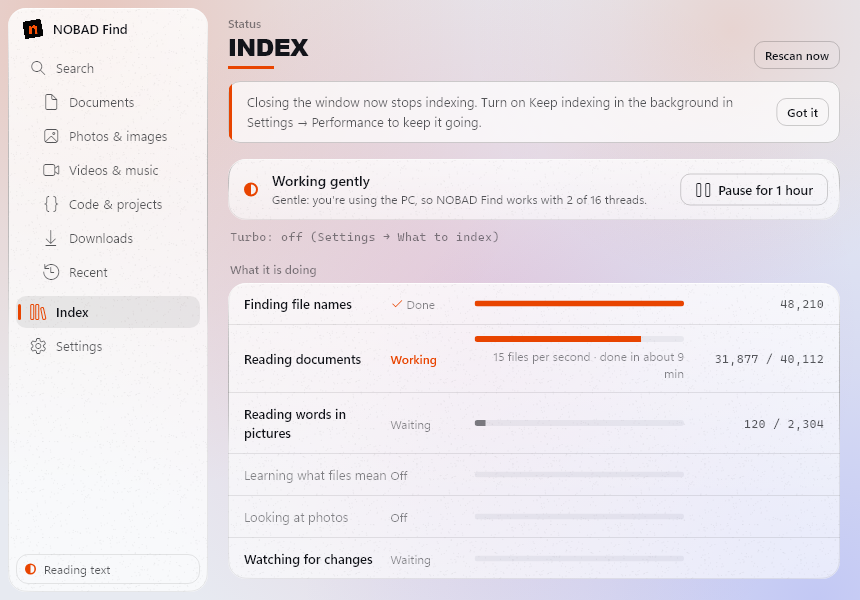 NOBAD Find
Search
Documents
Photos & images
Videos & music
Code & projects
Downloads
Recent
Index
Settings
Reading text
Status
INDEX
Rescan now
Closing the window now stops indexing. Turn on Keep indexing in the background in
Settings → Performance to keep it going.
Got it
Working gently
Gentle: you're using the PC, so NOBAD Find works with 2 of 16 threads.
Pause for 1 hour
Turbo: off (Settings → What to index)
What it is doing
Finding file names Done 48,210
Reading documents Working 15 files per second · done in about 9
min
31,877 / 40,112
Reading words in
pictures
Waiting 120 / 2,304
Learning what files mean Off
Looking at photos Off
Watching for changes Waiting